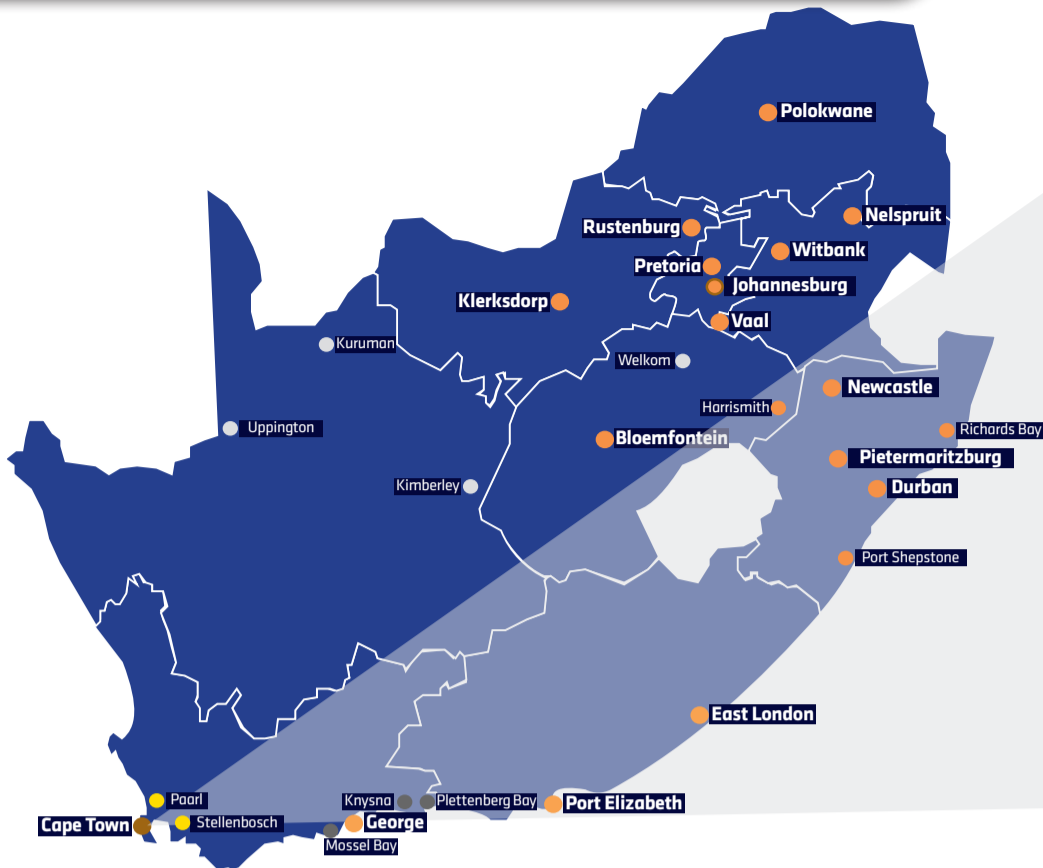 Polokwane
Nelspruit
Rustenburg
Witbank
Pretoria
Johannesburg
Klerksdorp
Vaal
Kuruman
Welkom
Newcastle
Harrismith
Uppington
Richards Bay
Bloemfontein
Pietermaritzburg
Kimberley
Durban
Port Shepstone
East London
Paarl
Knysna
Plettenberg Bay
Port Elizabeth
Cape Town
Stellenbosch
George
Mossel Bay